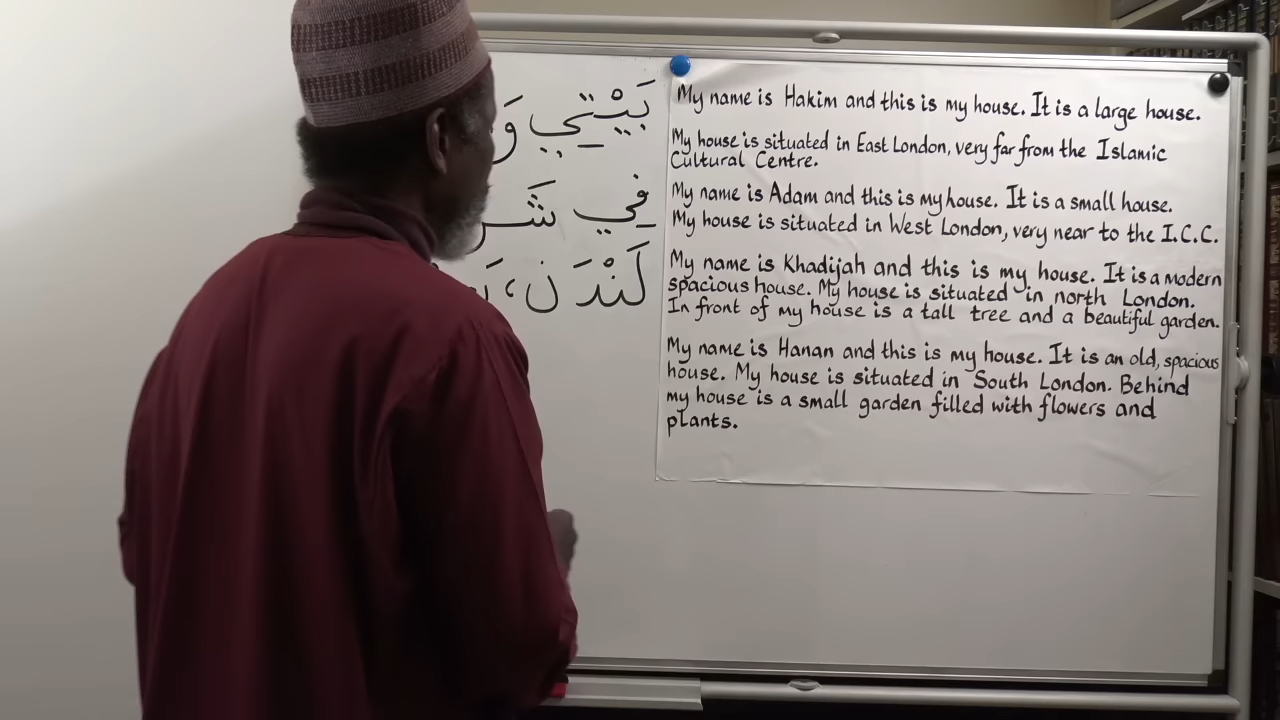 بَيْتِي
فِي
لَنْدَن،
My name is Hakim and this is my house. It is a large house.
My house is situated in East London, very far from the Islamic
Cultural Centre.
My name is Adam and this is my house. It is a small house.
My house is situated in West London, very near to the I.C.C.
My name is Khadijah and this is my house. It is a modern
spacious house. My house is situated in north London.
In front of my house is a tall tree and a beautiful garden.
My name is Hanan and this is my house. It is an old, spacious
house. My house is situated in South London. Behind
my house is a small garden filled with flowers and
plants.